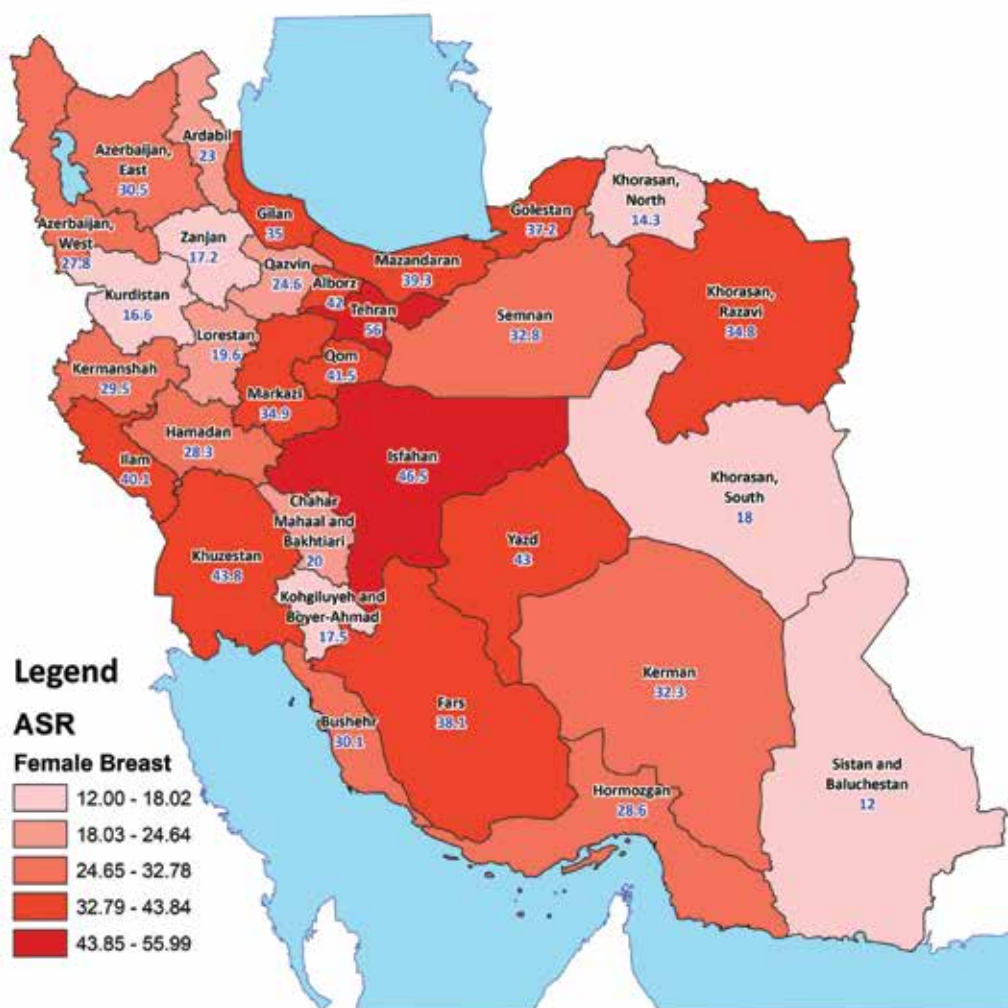 Ardabil
23
Azerbaijan,
East
30.5
Azerbaijan,
West
27.8
Gilan
35
Zanjan
17.2
Kurdistan
16.6
Qazvin
24.6
Alborz
42
Tehran
56
Mazandaran
39.3
Golestan
37.2
Khorasan,
North
14.3
Khorasan,
Razavi
34.8
Semnan
32.8
Lorestan
19.6
Kermanshah
29.5
Qom
41.5
Markazi
34.9
Hamadan
28.3
Ilam
40.1
Isfahan
46.5
Khorasan,
South
18
Chahar
Mahaal and
Bakhtiari
20
Khuzestan
43.8
Yazd
43
Kohgiluyeh and
Boyer-Ahmad
17.5
Kerman
32.3
Fars
38.1
Bushehr
30.1
Hormozgan
28.6
Sistan and
Baluchestan
12
Legend
ASR
Female Breast
12.00 - 18.02
18.03 - 24.64
24.65 - 32.78
32.79 - 43.84
43.85 - 55.99